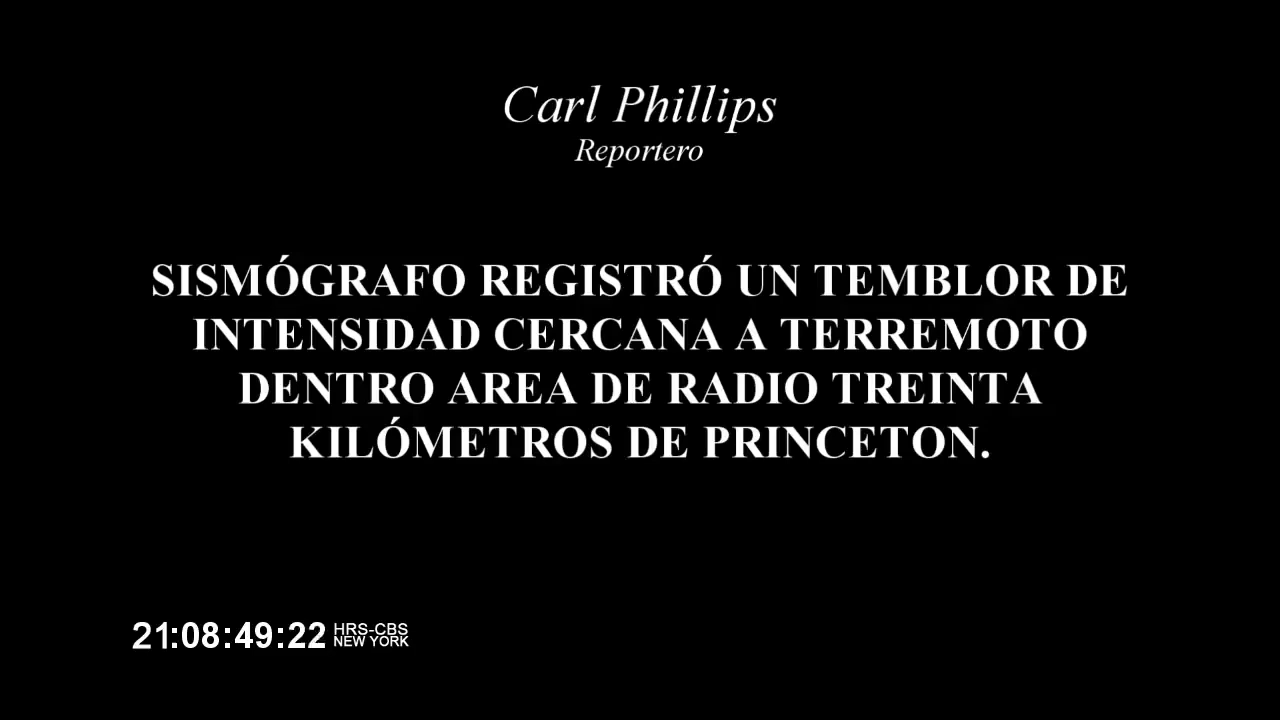 Carl Phillips
Reportero
SISMÓGRAFO REGISTRÓ UN TEMBLOR DE
INTENSIDAD CERCANA A TERREMOTO
DENTRO AREA DE RADIO TREINTA
KILÓMETROS DE PRINCETON.
21:08:49:22 HRS-CBS
NEW YORK